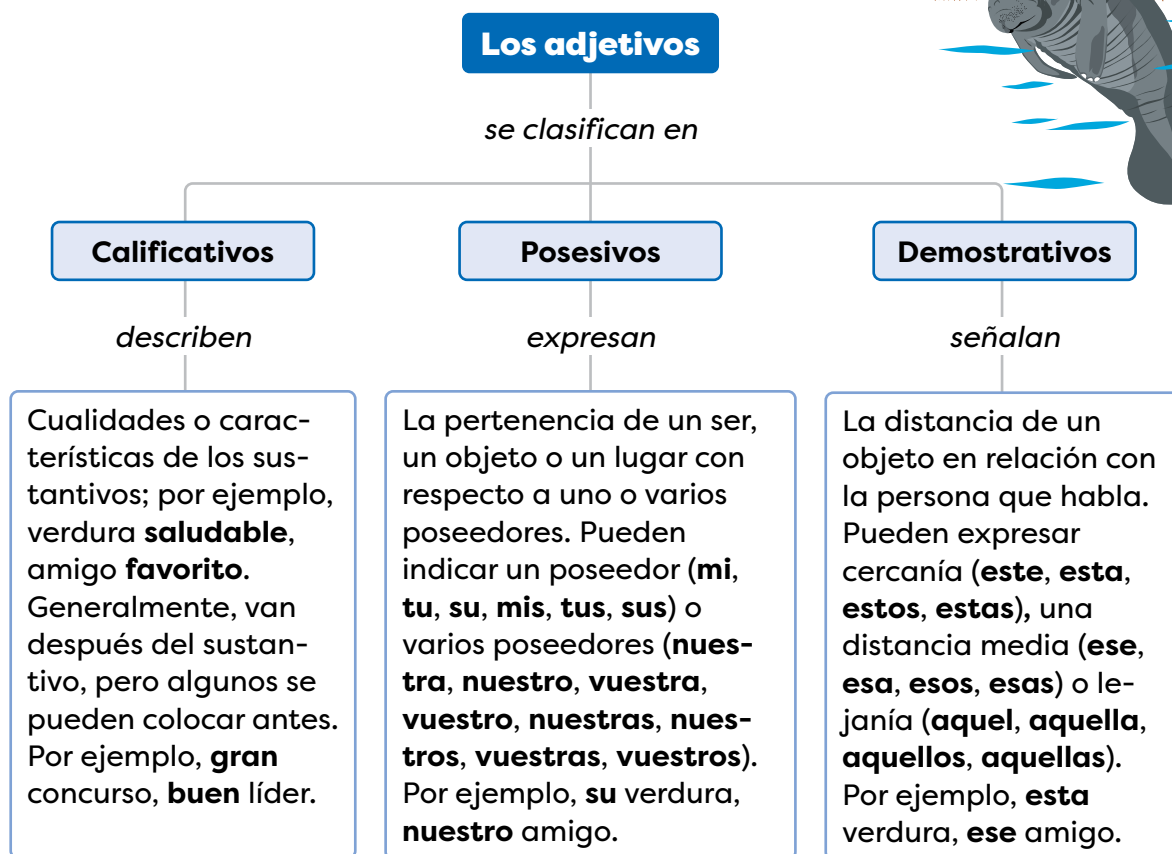 Los adjetivos
se clasifican en
Calificativos
describen
Cualidades o carac-
terísticas de los sus-
tantivos; por ejemplo,
verdura saludable,
amigo favorito.
Generalmente, van
después del sustan-
tivo, pero algunos se
pueden colocar antes.
Por ejemplo, gran
concurso, buen líder.
Posesivos
expresan
La pertenencia de un ser,
un objeto o un lugar con
respecto a uno o varios
poseedores. Pueden
indicar un poseedor (mi,
tu, su, mis, tus, sus) o
varios poseedores (nues-
tra, nuestro, vuestra,
vuestro, nuestras, nues-
tros, vuestras, vuestros).
Por ejemplo, su verdura,
nuestro amigo.
Demostrativos
señalan
La distancia de un
objeto en relación con
la persona que habla.
Pueden expresar
cercanía (este, esta,
estos, estas), una
distancia media (ese,
esa, esos, esas) o le-
janía (aquel, aquella,
aquellos, aquellas).
Por ejemplo, esta
verdura, ese amigo.